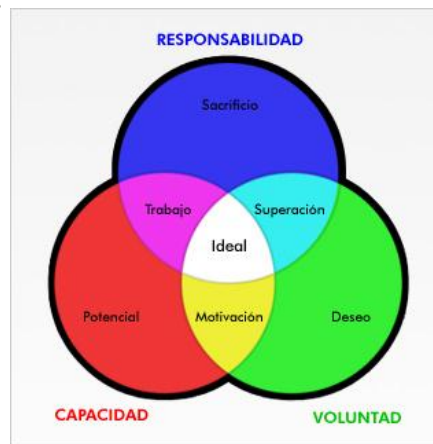 RESPONSABILIDAD
Sacrificio
Trabajo
Superación
Ideal
Potencial
Motivación
Deseo
CAPACIDAD
VOLUNTAD